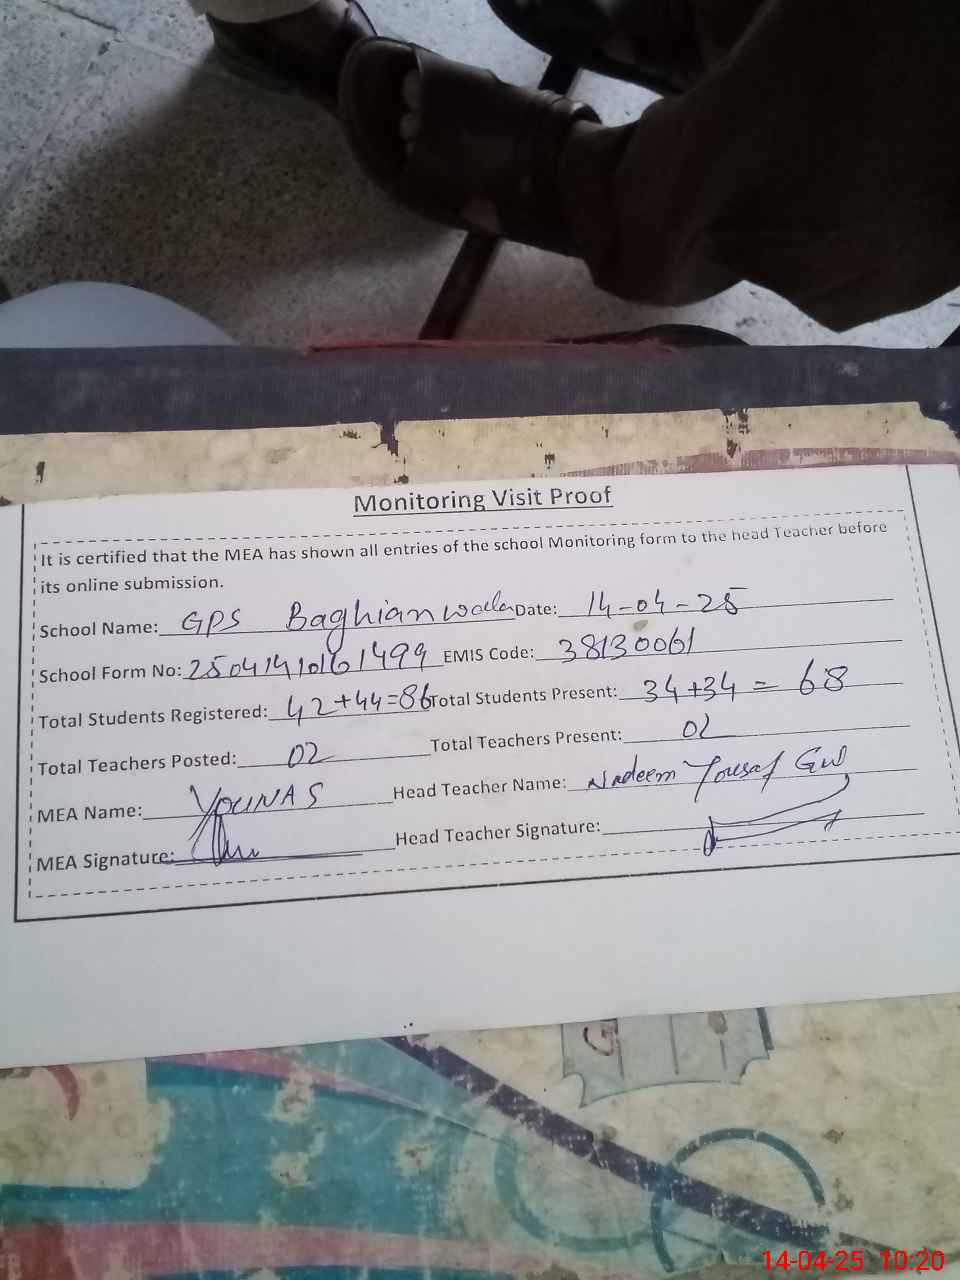 Monitoring Visit Proof
It is certified that the MEA has shown all entries of the school Monitoring form to the head Teacher before
its online submission.
School Name: GPS Baghianwala Date: 14-04-25
School Form No: 25041410161499 EMIS Code: 38130061
Total Students Registered: 42+44=86 Total Students Present: 34+34=68
Total Teachers Posted: 02 Total Teachers Present: 02
MEA Name: YOUNAS Head Teacher Name: Nadeem Yousaf Gill
MEA Signature: Head Teacher Signature:
14-04-25 10:20